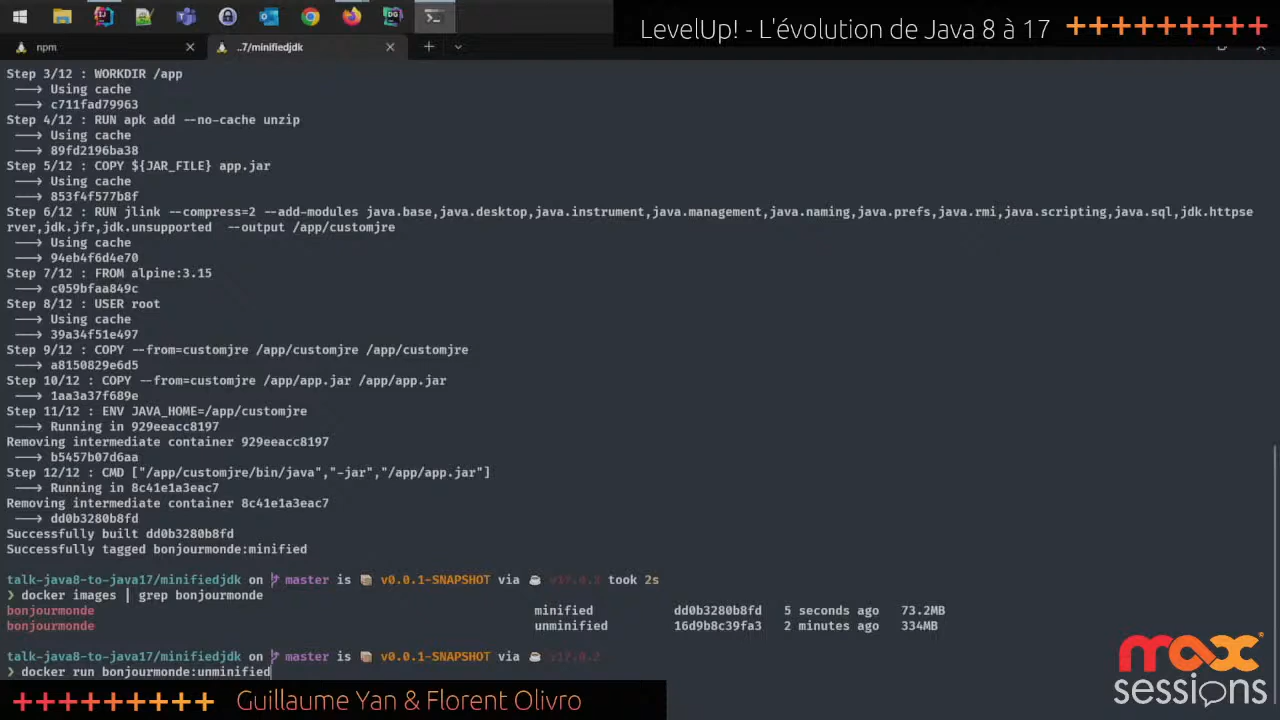 LevelUp! - L'évolution de Java 8 à 17 +++++++++
npm
..7/minifiedjdk
Step 3/12 : WORKDIR /app
---> Using cache
---> c711fad79963
Step 4/12 : RUN apk add --no-cache unzip
---> Using cache
---> 89fd2196ba38
Step 5/12 : COPY ${JAR_FILE} app.jar
---> Using cache
---> 853f4f577b8f
Step 6/12 : RUN jlink --compress=2 --add-modules java.base,java.desktop,java.instrument,java.management,java.naming,java.prefs,java.rmi,java.scripting,java.sql,jdk.httpse
rver,jdk.jfr,jdk.unsupported  --output /app/customjre
---> Using cache
---> 94eb4f6d4e70
Step 7/12 : FROM alpine:3.15
---> c059bfaa849c
Step 8/12 : USER root
---> Using cache
---> 39a34f51e497
Step 9/12 : COPY --from=customjre /app/customjre /app/customjre
---> a8150829e6d5
Step 10/12 : COPY --from=customjre /app/app.jar /app/app.jar
---> 1aa3a37f689e
Step 11/12 : ENV JAVA_HOME=/app/customjre
---> Running in 929eeacc8197
Removing intermediate container 929eeacc8197
---> b5457b07d6aa
Step 12/12 : CMD ["/app/customjre/bin/java","-jar","/app/app.jar"]
---> Running in 8c41e1a3eac7
Removing intermediate container 8c41e1a3eac7
---> dd0b3280b8fd
Successfully built dd0b3280b8fd
Successfully tagged bonjourmonde:minified
talk-java8-to-java17/minifiedjdk on master is v0.0.1-SNAPSHOT via v17.0.2 took 2s
❯ docker images | grep bonjourmonde
bonjourmonde minified dd0b3280b8fd 5 seconds ago 73.2MB
bonjourmonde unminified 16d9b8c39fa3 2 minutes ago 334MB
talk-java8-to-java17/minifiedjdk on master is v0.0.1-SNAPSHOT via v17.0.2
❯ docker run bonjourmonde:unminified
+++++++++ Guillaume Yan & Florent Olivro
max
sessions